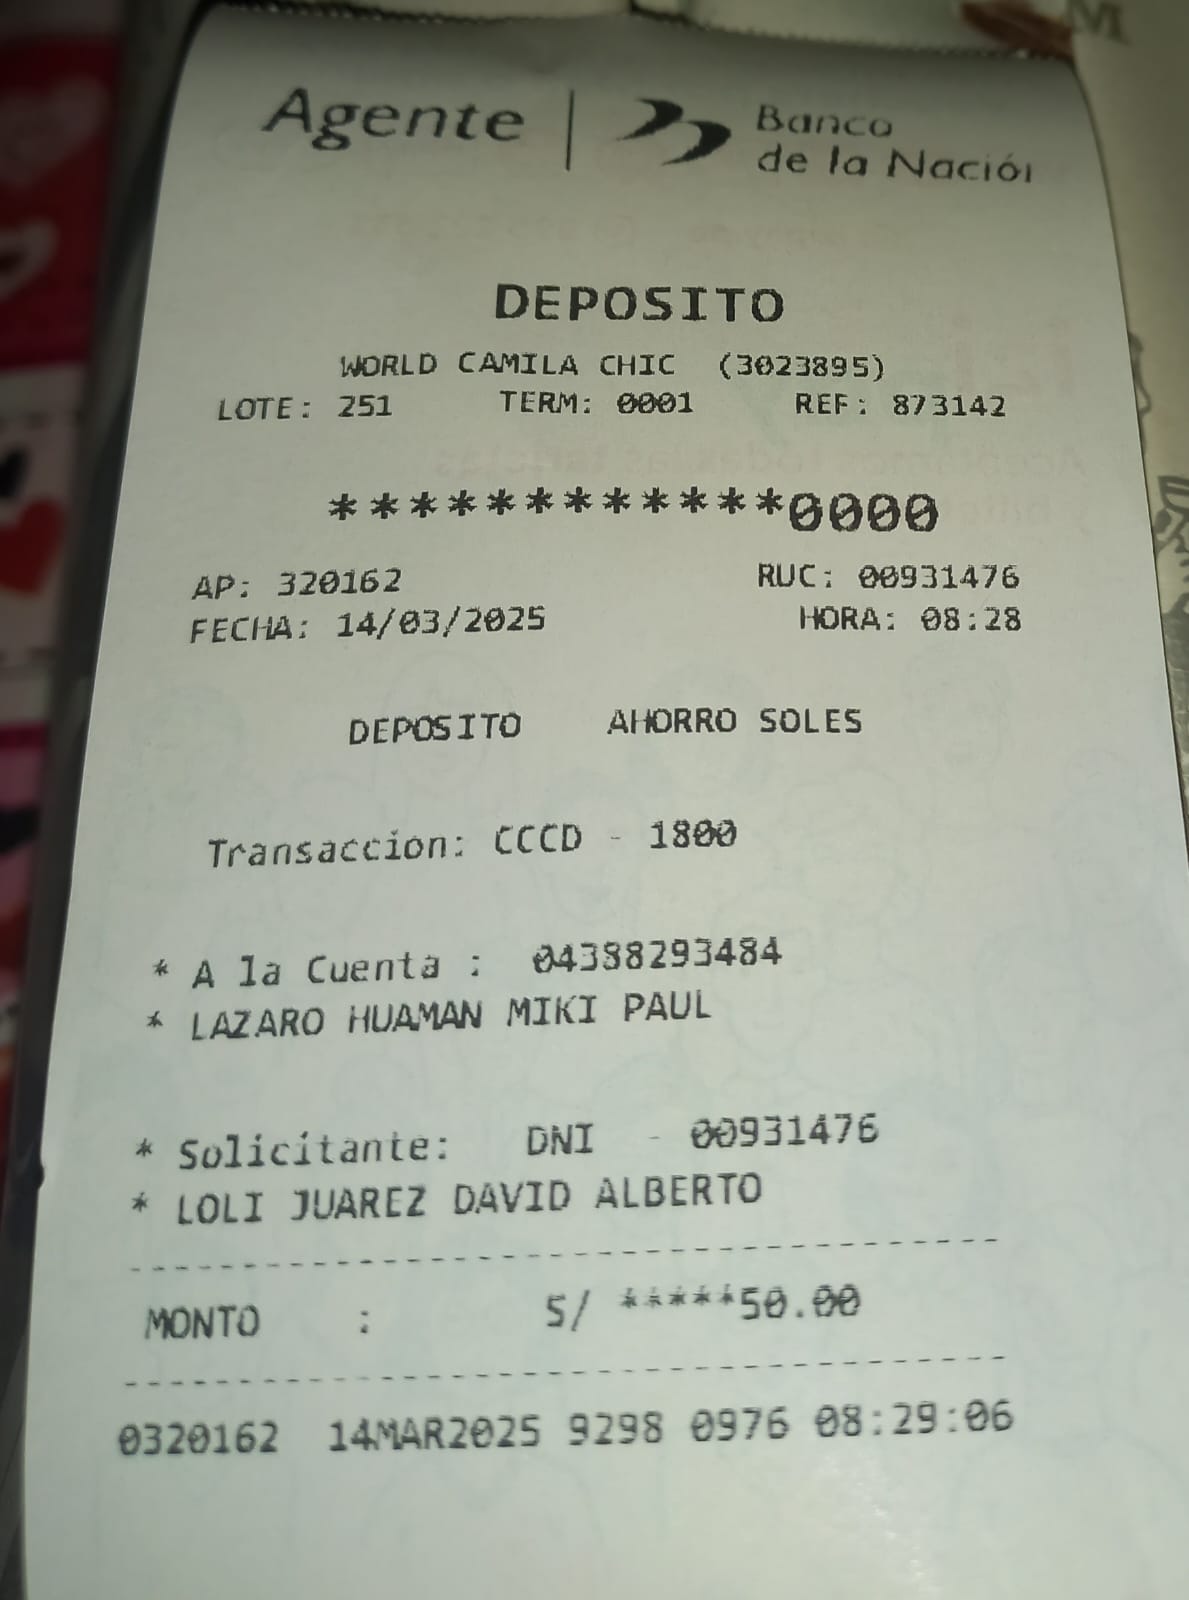 Agente | Banco
de la Nación
DEPOSITO
WORLD CAMILA CHIC (3023895)
LOTE: 251 TERM: 0001 REF: 873142
************0000
AP: 320162 RUC: 00931476
FECHA: 14/03/2025 HORA: 08:28
DEPOSITO AHORRO SOLES
Transaccion: CCCD - 1800
* A la Cuenta : 04388293484
* LAZARO HUAMAN MIKI PAUL
* Solicitante: DNI - 00931476
* LOLI JUAREZ DAVID ALBERTO
--------------------------------
MONTO : S/ *****50.00
--------------------------------
0320162 14MAR2025 9298 0976 08:29:06